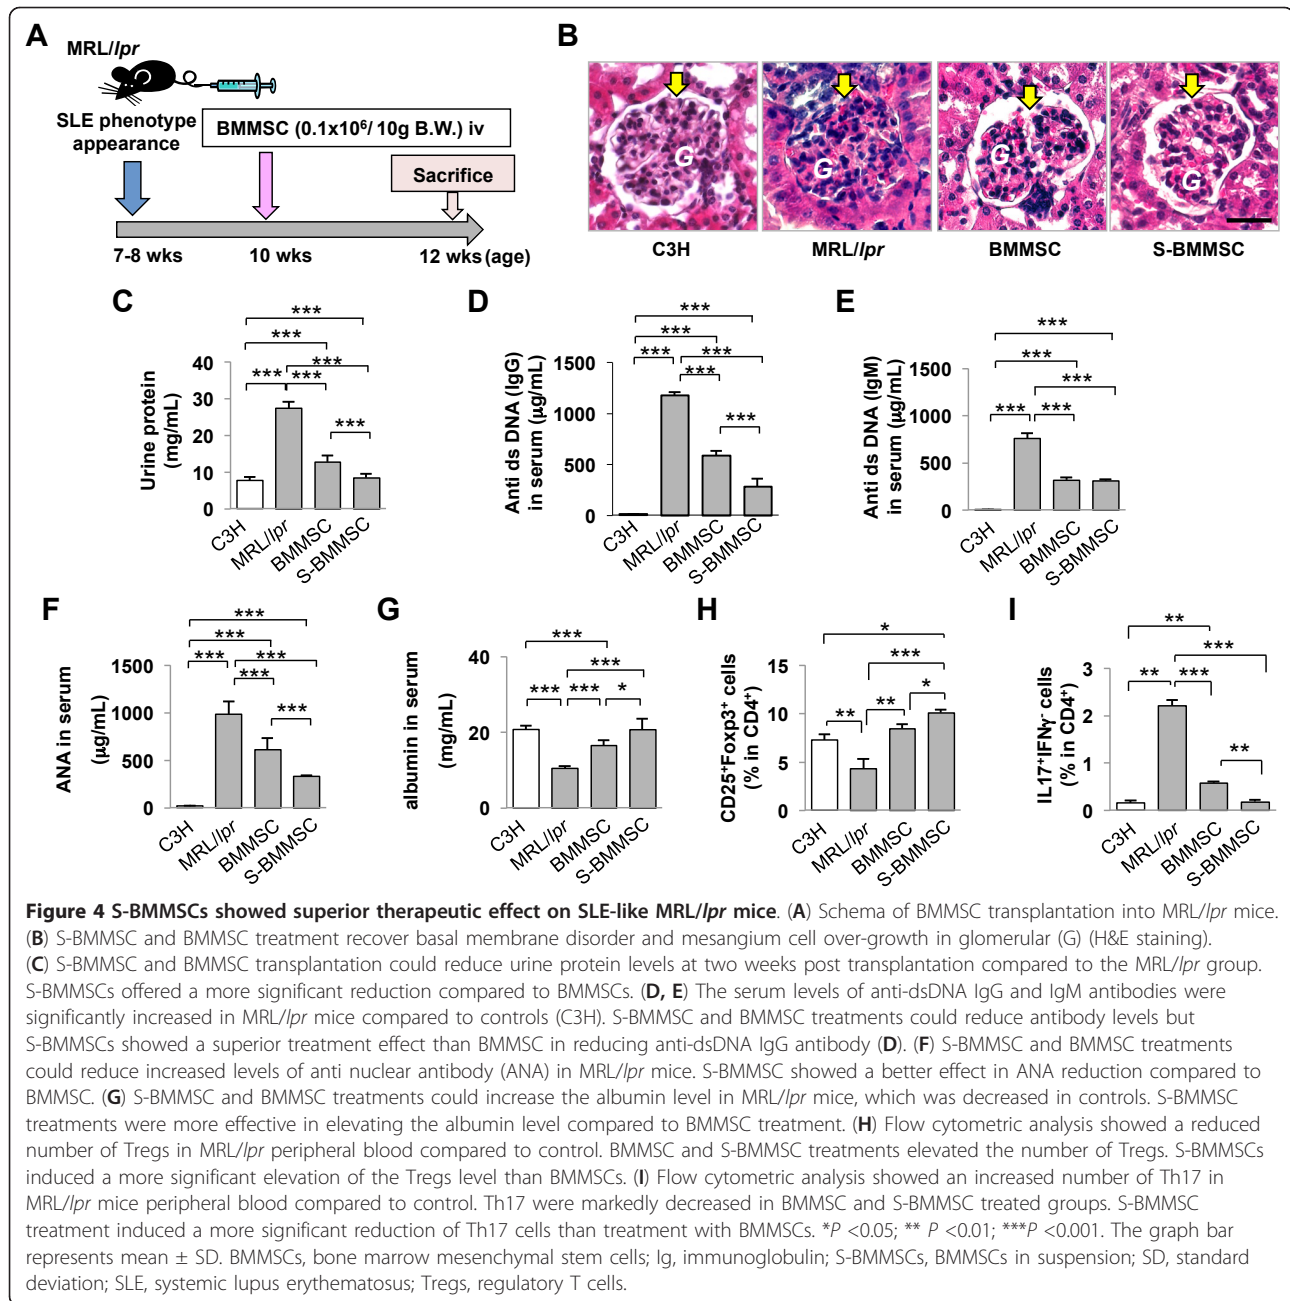 A
MRL/lpr
SLE phenotype
appearance
BMMSC (0.1x10⁶/ 10g B.W.) iv
Sacrifice
7-8 wks
10 wks
12 wks (age)
B
G
G
G
G
C3H
MRL/lpr
BMMSC
S-BMMSC
C
Urine protein
(mg/mL)
40
30
20
10
0
***
***
***
***
***
***
C3H
MRL/lpr
BMMSC
S-BMMSC
D
Anti ds DNA (IgG)
in serum (µg/mL)
1500
1000
500
0
***
***
***
***
***
***
C3H
MRL/lpr
BMMSC
S-BMMSC
E
Anti ds DNA (IgM)
in serum (µg/mL)
1500
1000
500
0
***
***
***
***
***
C3H
MRL/lpr
BMMSC
S-BMMSC
F
ANA in serum
(µg/mL)
1500
1000
500
0
***
***
***
***
***
***
C3H
MRL/lpr
BMMSC
S-BMMSC
G
albumin in serum
(mg/mL)
40
20
0
***
***
***
***
*
C3H
MRL/lpr
BMMSC
S-BMMSC
H
CD25⁺Foxp3⁺ cells
(% in CD4⁺)
15
10
5
0
*
***
**
**
*
C3H
MRL/lpr
BMMSC
S-BMMSC
I
IL17⁺IFNγ⁻ cells
(% in CD4⁺)
3
2
1
0
**
***
**
***
**
C3H
MRL/lpr
BMMSC
S-BMMSC
Figure 4 S-BMMSCs showed superior therapeutic effect on SLE-like MRL/lpr mice. (A) Schema of BMMSC transplantation into MRL/lpr mice.
(B) S-BMMSC and BMMSC treatment recover basal membrane disorder and mesangium cell over-growth in glomerular (G) (H&E staining).
(C) S-BMMSC and BMMSC transplantation could reduce urine protein levels at two weeks post transplantation compared to the MRL/lpr group.
S-BMMSCs offered a more significant reduction compared to BMMSCs. (D, E) The serum levels of anti-dsDNA IgG and IgM antibodies were
significantly increased in MRL/lpr mice compared to controls (C3H). S-BMMSC and BMMSC treatments could reduce antibody levels but
S-BMMSCs showed a superior treatment effect than BMMSC in reducing anti-dsDNA IgG antibody (D). (F) S-BMMSC and BMMSC treatments
could reduce increased levels of anti nuclear antibody (ANA) in MRL/lpr mice. S-BMMSC showed a better effect in ANA reduction compared to
BMMSC. (G) S-BMMSC and BMMSC treatments could increase the albumin level in MRL/lpr mice, which was decreased in controls. S-BMMSC
treatments were more effective in elevating the albumin level compared to BMMSC treatment. (H) Flow cytometric analysis showed a reduced
number of Tregs in MRL/lpr peripheral blood compared to control. BMMSC and S-BMMSC treatments elevated the number of Tregs. S-BMMSCs
induced a more significant elevation of the Tregs level than BMMSCs. (I) Flow cytometric analysis showed an increased number of Th17 in
MRL/lpr mice peripheral blood compared to control. Th17 were markedly decreased in BMMSC and S-BMMSC treated groups. S-BMMSC
treatment induced a more significant reduction of Th17 cells than treatment with BMMSCs. *P <0.05; ** P <0.01; ***P <0.001. The graph bar
represents mean ± SD. BMMSCs, bone marrow mesenchymal stem cells; Ig, immunoglobulin; S-BMMSCs, BMMSCs in suspension; SD, standard
deviation; SLE, systemic lupus erythematosus; Tregs, regulatory T cells.